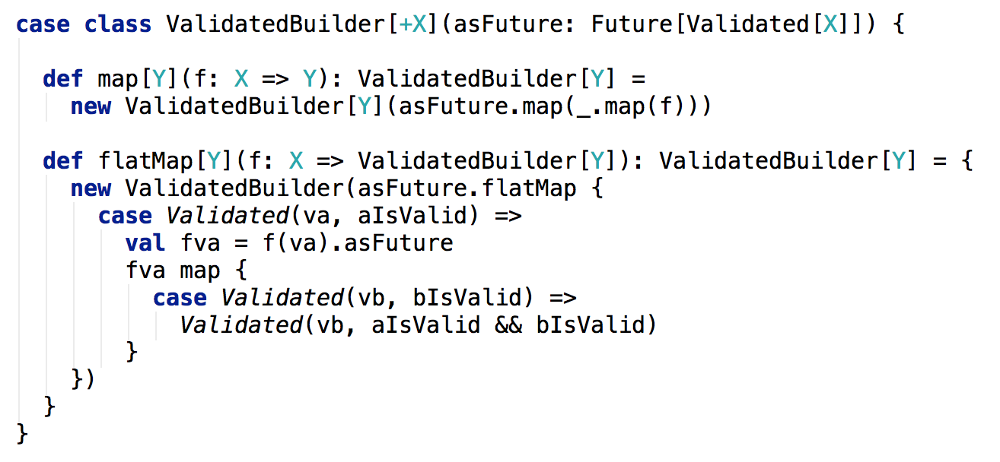 case class ValidatedBuilder[+X](asFuture: Future[Validated[X]]) {
def map[Y](f: X => Y): ValidatedBuilder[Y] =
new ValidatedBuilder[Y](asFuture.map(_.map(f)))
def flatMap[Y](f: X => ValidatedBuilder[Y]): ValidatedBuilder[Y] = {
new ValidatedBuilder(asFuture.flatMap {
case Validated(va, aIsValid) =>
val fva = f(va).asFuture
fva map {
case Validated(vb, bIsValid) =>
Validated(vb, aIsValid && bIsValid)
}
})
}
}